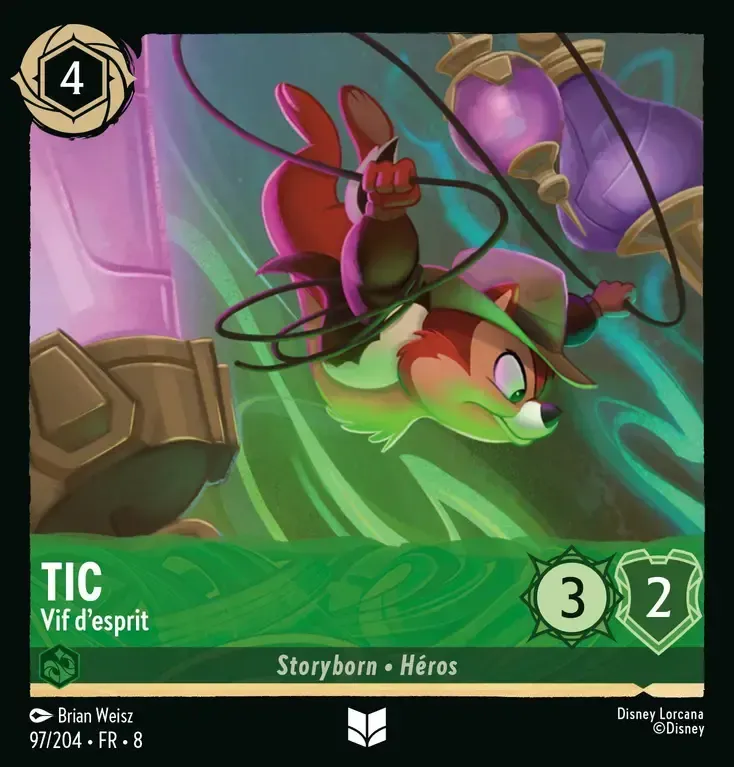 4
TIC
Vif d'esprit
3
2
Storyborn • Héros
Brian Weisz
97/204 • FR • 8
Disney Lorcana
©Disney